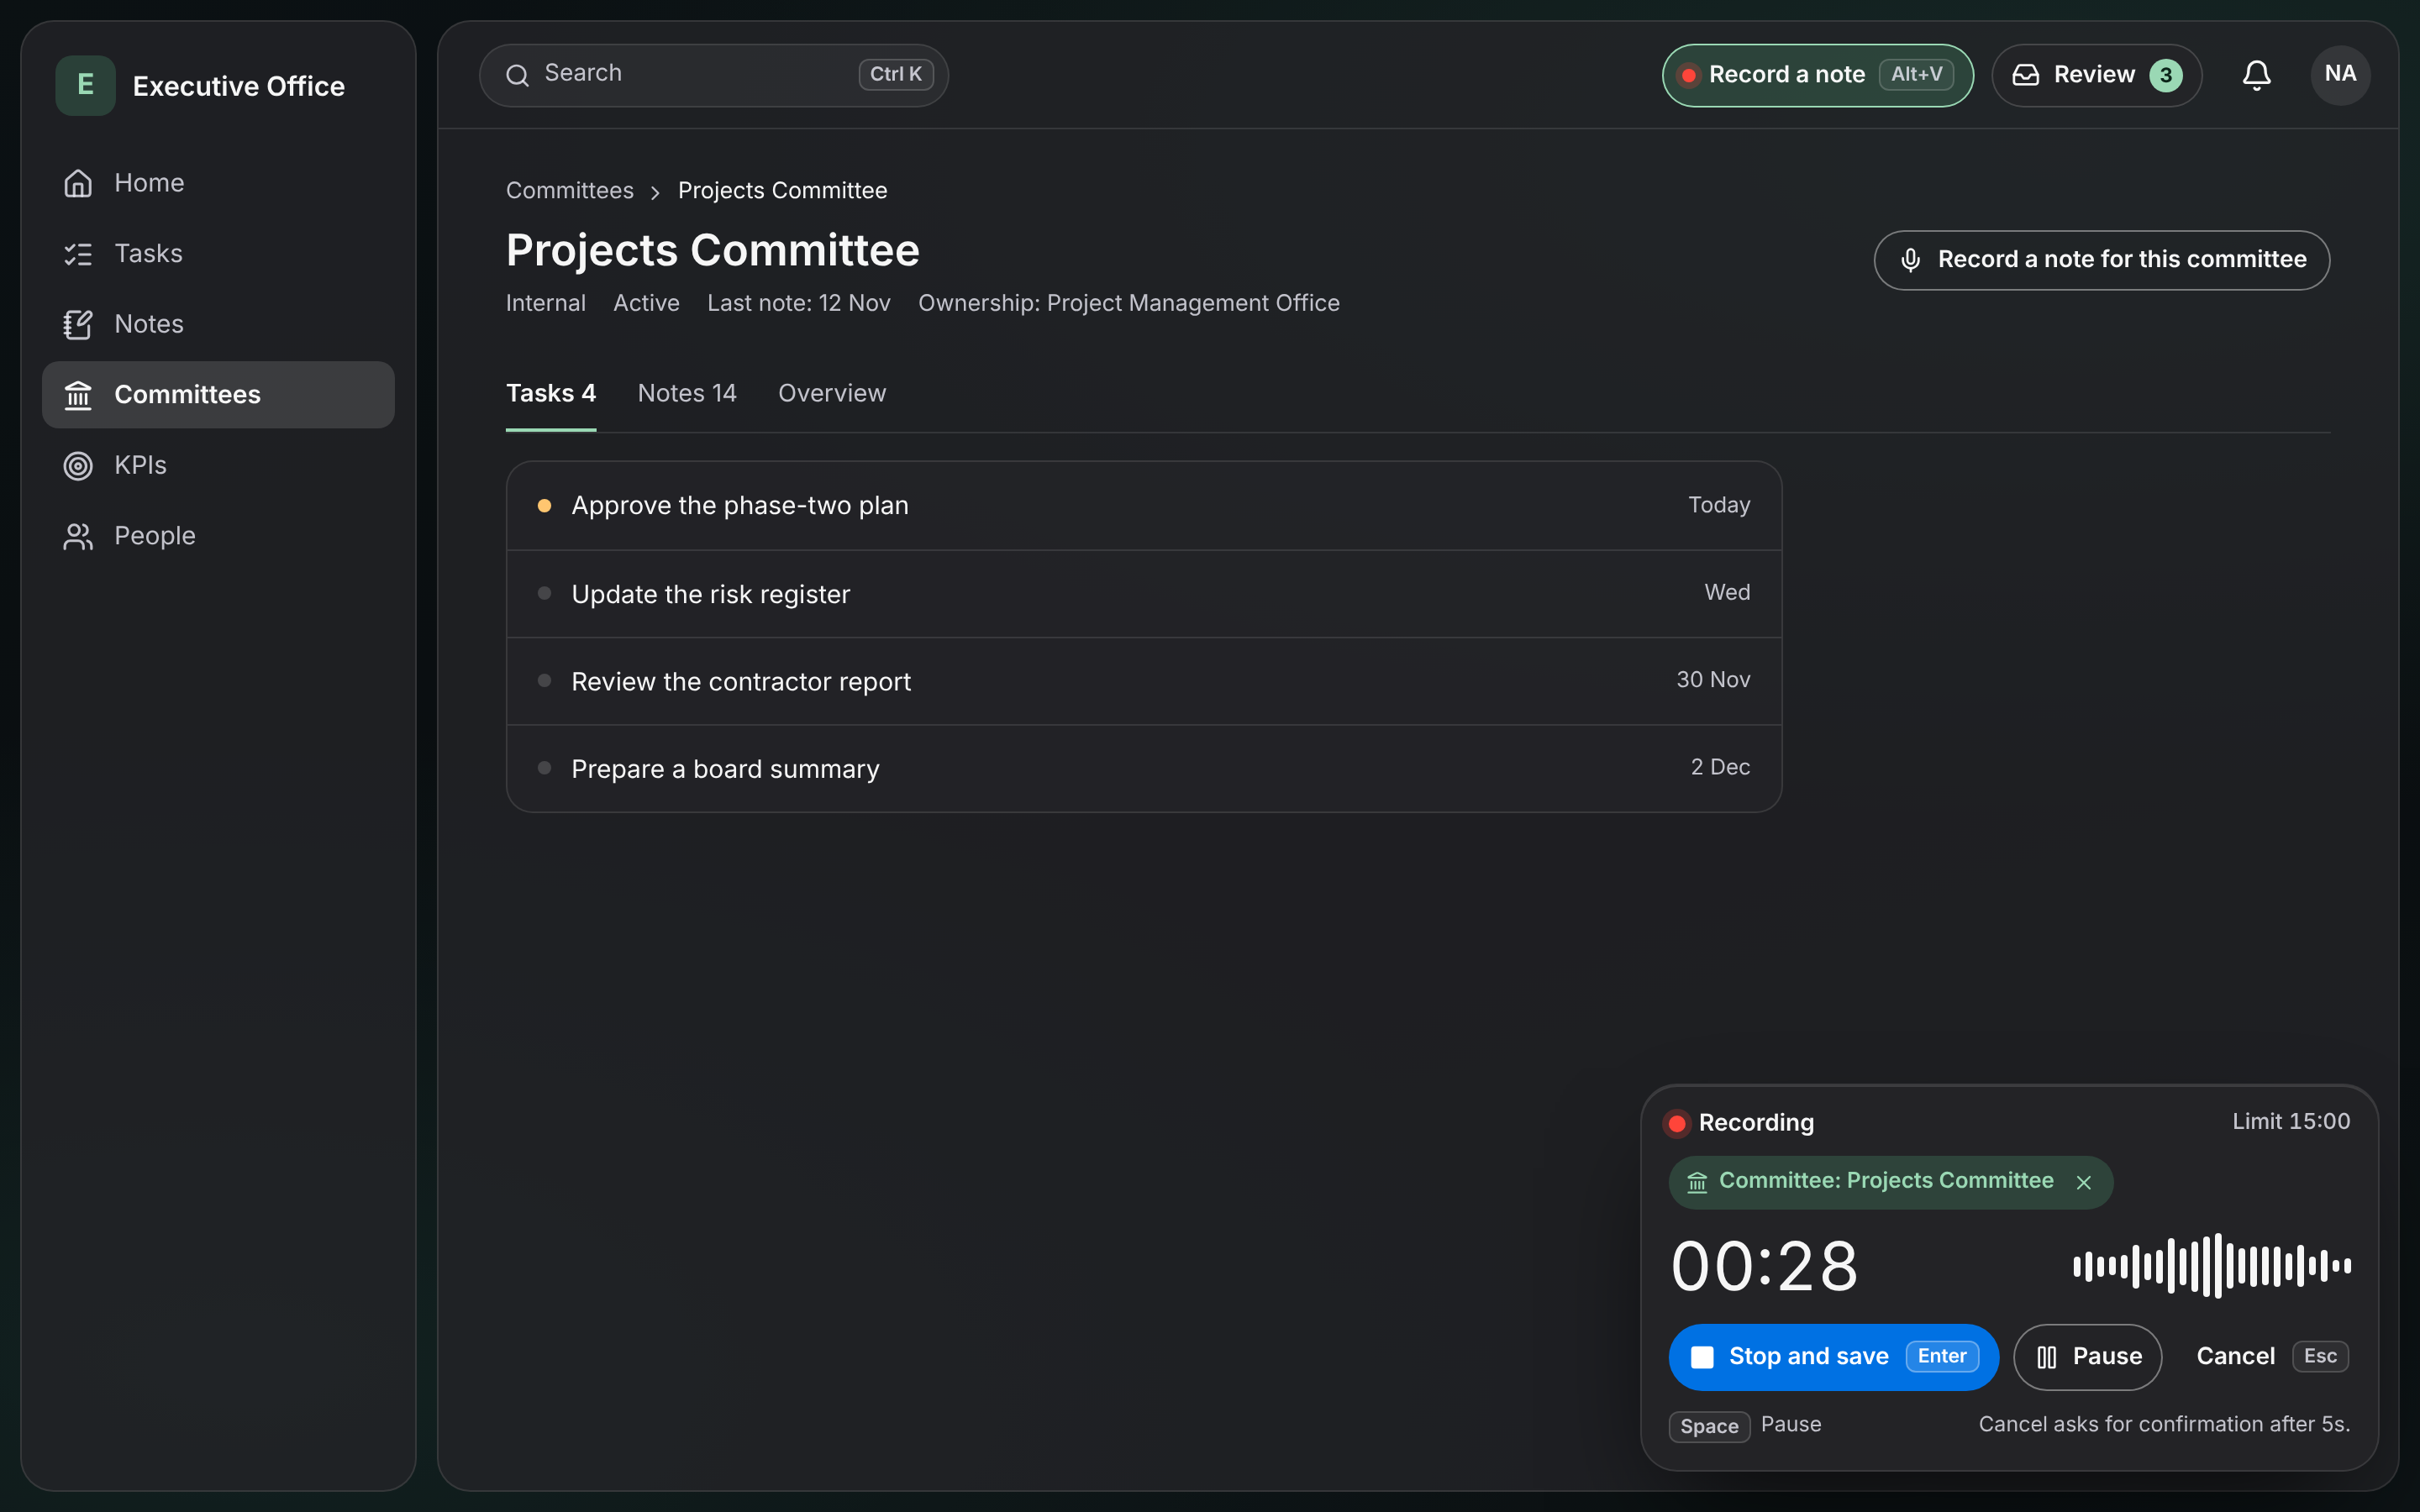 E Executive Office
Home
Tasks
Notes
Committees
KPIs
People
Search Ctrl K
Record a note Alt+V
Review 3
NA
Committees > Projects Committee
Projects Committee
Record a note for this committee
Internal Active Last note: 12 Nov Ownership: Project Management Office
Tasks 4 Notes 14 Overview
Approve the phase-two plan Today
Update the risk register Wed
Review the contractor report 30 Nov
Prepare a board summary 2 Dec
Recording Limit 15:00
Committee: Projects Committee
00:28
Stop and save Enter Pause Cancel Esc
Space Pause Cancel asks for confirmation after 5s.